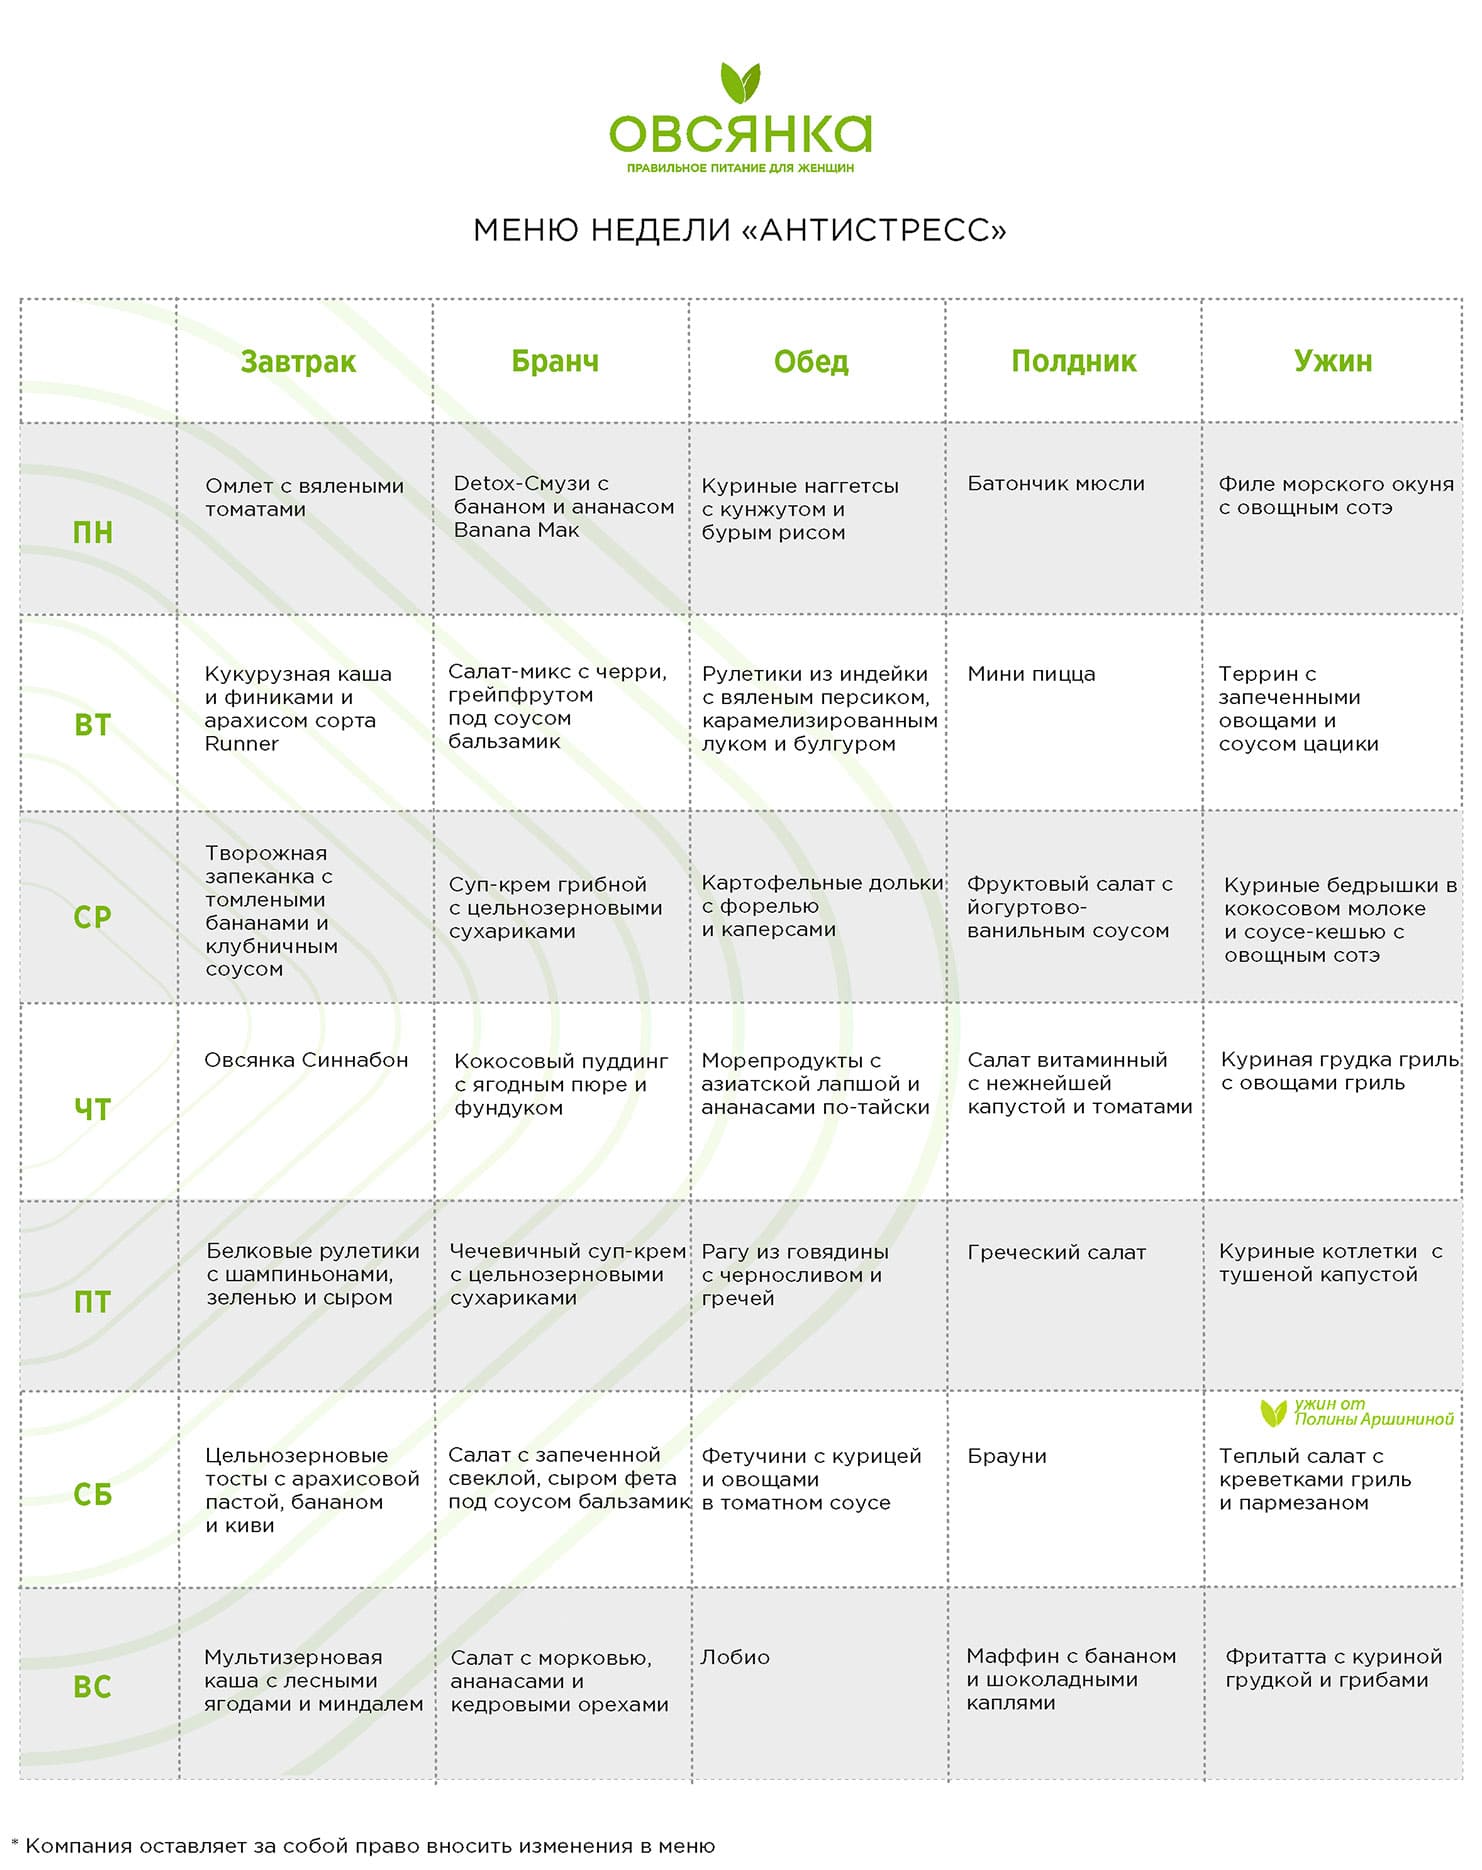 ОВСЯНКА
ПРАВИЛЬНОЕ ПИТАНИЕ ДЛЯ ЖЕНЩИН
МЕНЮ НЕДЕЛИ «АНТИСТРЕСС»
Завтрак
Бранч
Обед
Полдник
Ужин
ПН
Омлет с вялеными
томатами
Detox-Смузи с
бананом и ананасом
Banana Мак
Куриные наггетсы
с кунжутом и
бурым рисом
Батончик мюсли
Филе морского окуня
с овощным сотэ
ВТ
Кукурузная каша
и финиками и
арахисом сорта
Runner
Салат-микс с черри,
грейпфрутом
под соусом
бальзамик
Рулетики из индейки
с вяленым персиком,
карамелизированным
луком и булгуром
Мини пицца
Террин с
запеченными
овощами и
соусом цацики
СР
Творожная
запеканка с
томлеными
бананами и
клубничным
соусом
Суп-крем грибной
с цельнозерновыми
сухариками
Картофельные дольки
с форелью
и каперсами
Фруктовый салат с
йогуртово-
ванильным соусом
Куриные бедрышки в
кокосовом молоке
и соусе-кешью с
овощным сотэ
ЧТ
Овсянка Синнабон
Кокосовый пуддинг
с ягодным пюре и
фундуком
Морепродукты с
азиатской лапшой и
ананасами по-тайски
Салат витаминный
с нежнейшей
капустой и томатами
Куриная грудка гриль
с овощами гриль
ПТ
Белковые рулетики
с шампиньонами,
зеленью и сыром
Чечевичный суп-крем
с цельнозерновыми
сухариками
Рагу из говядины
с черносливом и
гречей
Греческий салат
Куриные котлетки с
тушеной капустой
СБ
Цельнозерновые
тосты с арахисовой
пастой, бананом
и киви
Салат с запеченной
свеклой, сыром фета
под соусом бальзамик
Фетучини с курицей
и овощами
в томатном соусе
Брауни
ужин от
Полины Аршининой
Теплый салат с
креветками гриль
и пармезаном
ВС
Мультизерновая
каша с лесными
ягодами и миндалем
Салат с морковью,
ананасами и
кедровыми орехами
Лобио
Маффин с бананом
и шоколадными
каплями
Фритатта с куриной
грудкой и грибами
* Компания оставляет за собой право вносить изменения в меню